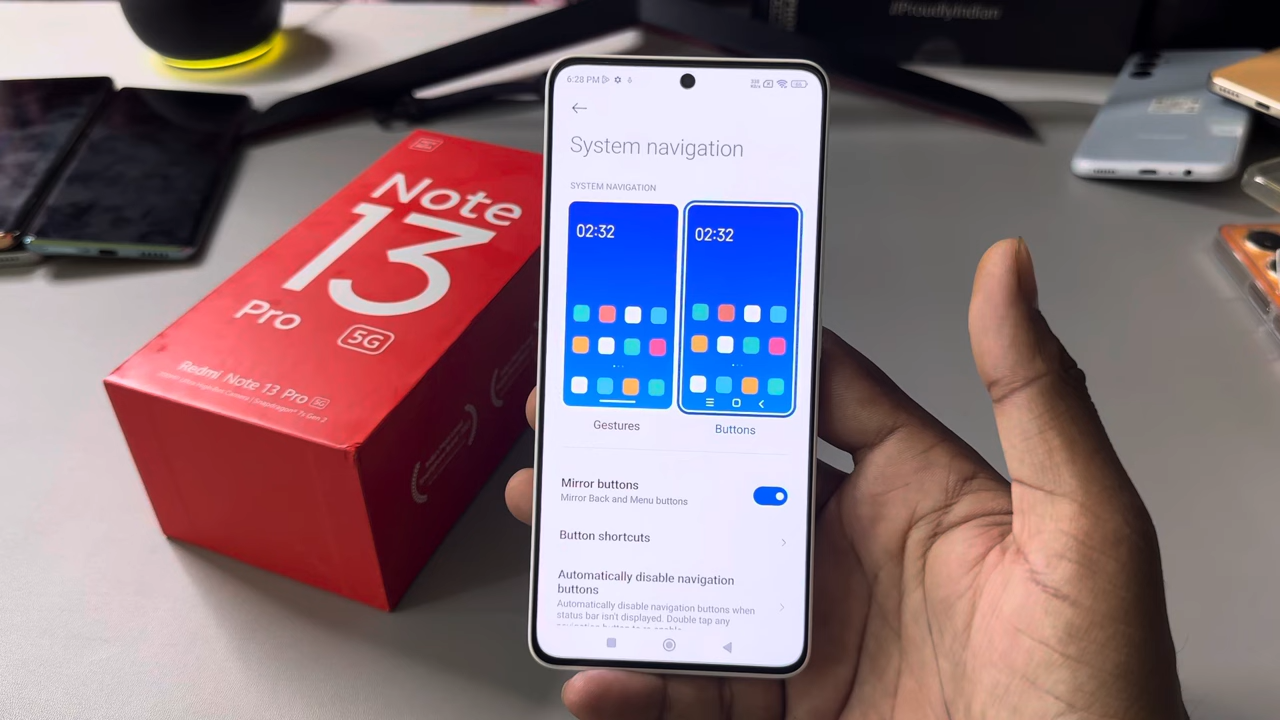 #ProudlyIndian
Note
13
Pro
5G
Redmi Note 13 Pro 5G
6:28 PM
System navigation
SYSTEM NAVIGATION
02:32
02:32
Gestures
Buttons
Mirror buttons
Mirror Back and Menu buttons
Button shortcuts
Automatically disable navigation
buttons
Automatically disable navigation buttons when
status bar isn't displayed. Double tap any